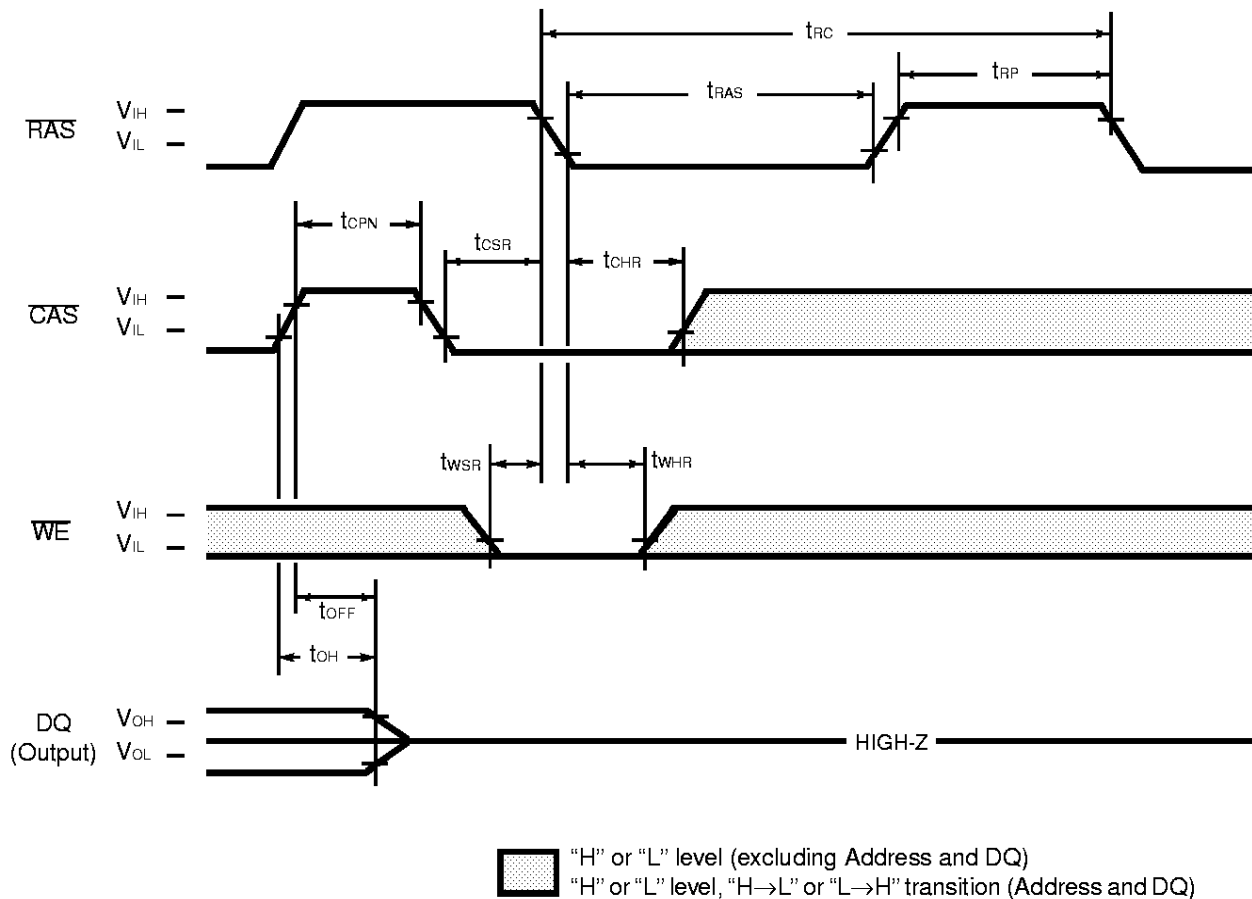 tRC
tRP
tRAS
RAS
VIH
VIL
tCPN
tCSR
tCHR
CAS
VIH
VIL
tWSR
tWHR
WE
VIH
VIL
tOFF
tOH
DQ
(Output)
VOH
VOL
HIGH-Z
“H” or “L” level (excluding Address and DQ)
“H” or “L” level, “H→L” or “L→H” transition (Address and DQ)